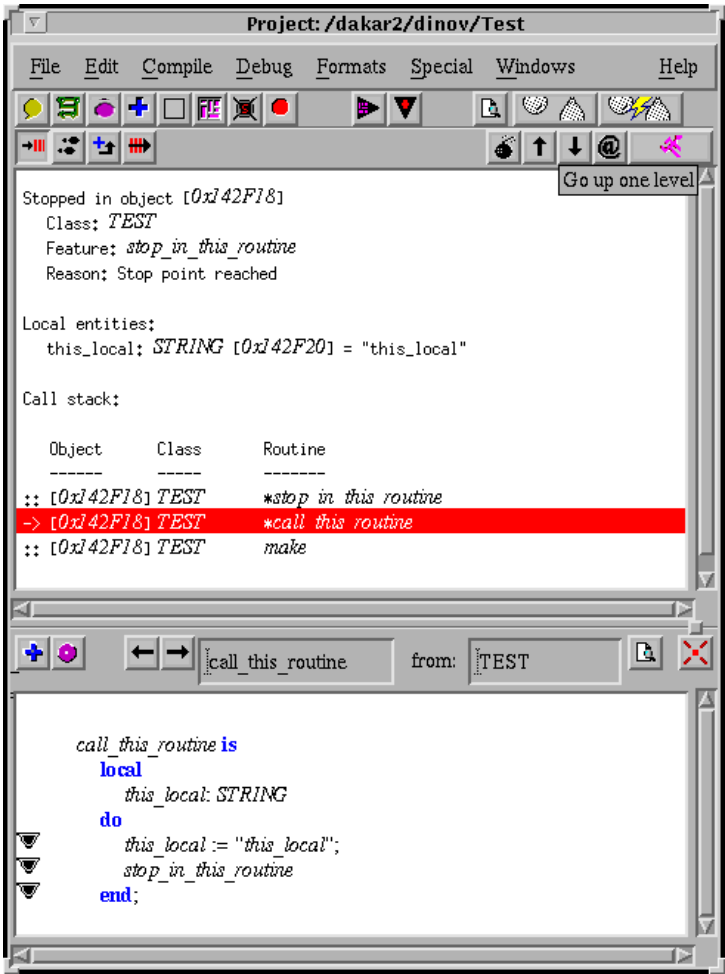 Project: /dakar2/dinov/Test
File Edit Compile Debug Formats Special Windows Help
Go up one level
Stopped in object [0x142F18]
Class: TEST
Feature: stop_in_this_routine
Reason: Stop point reached
Local entities:
this_local: STRING [0x142F20] = "this_local"
Call stack:
Object Class Routine
------ ----- -------
:: [0x142F18] TEST *stop_in_this_routine
-> [0x142F18] TEST *call_this_routine
:: [0x142F18] TEST make
call_this_routine from: TEST
call_this_routine is
local
this_local: STRING
do
this_local := "this_local";
stop_in_this_routine
end;